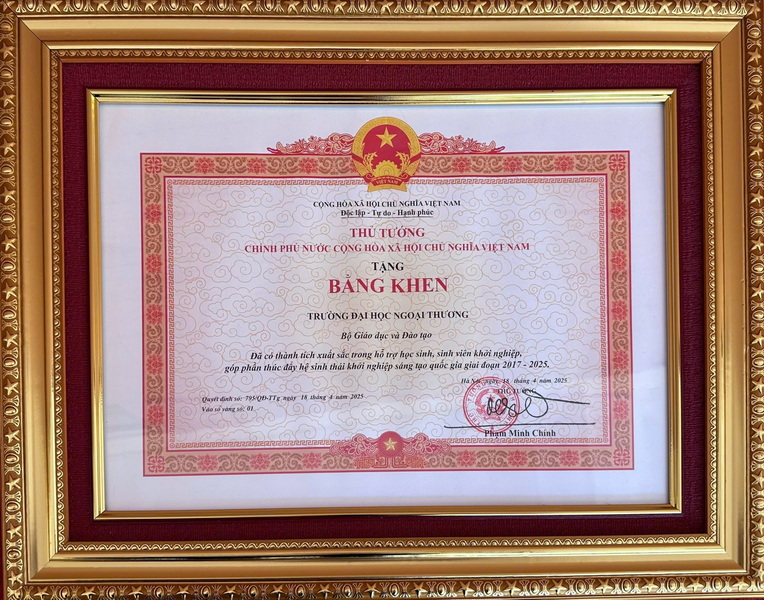 VIỆT NAM
CỘNG HÒA XÃ HỘI CHỦ NGHĨA VIỆT NAM
Độc lập - Tự do - Hạnh phúc
THỦ TƯỚNG
CHÍNH PHỦ NƯỚC CỘNG HÒA XÃ HỘI CHỦ NGHĨA VIỆT NAM
TẶNG
BẰNG KHEN
TRƯỜNG ĐẠI HỌC NGOẠI THƯƠNG
Bộ Giáo dục và Đào tạo
Đã có thành tích xuất sắc trong hỗ trợ học sinh, sinh viên khởi nghiệp,
góp phần thúc đẩy hệ sinh thái khởi nghiệp sáng tạo quốc gia giai đoạn 2017 - 2025.
Hà Nội, ngày 18 tháng 4 năm 2025
THỦ TƯỚNG
Quyết định số: 795/QĐ-TTg ngày 18 tháng 4 năm 2025
Vào sổ vàng số: 01
Phạm Minh Chính